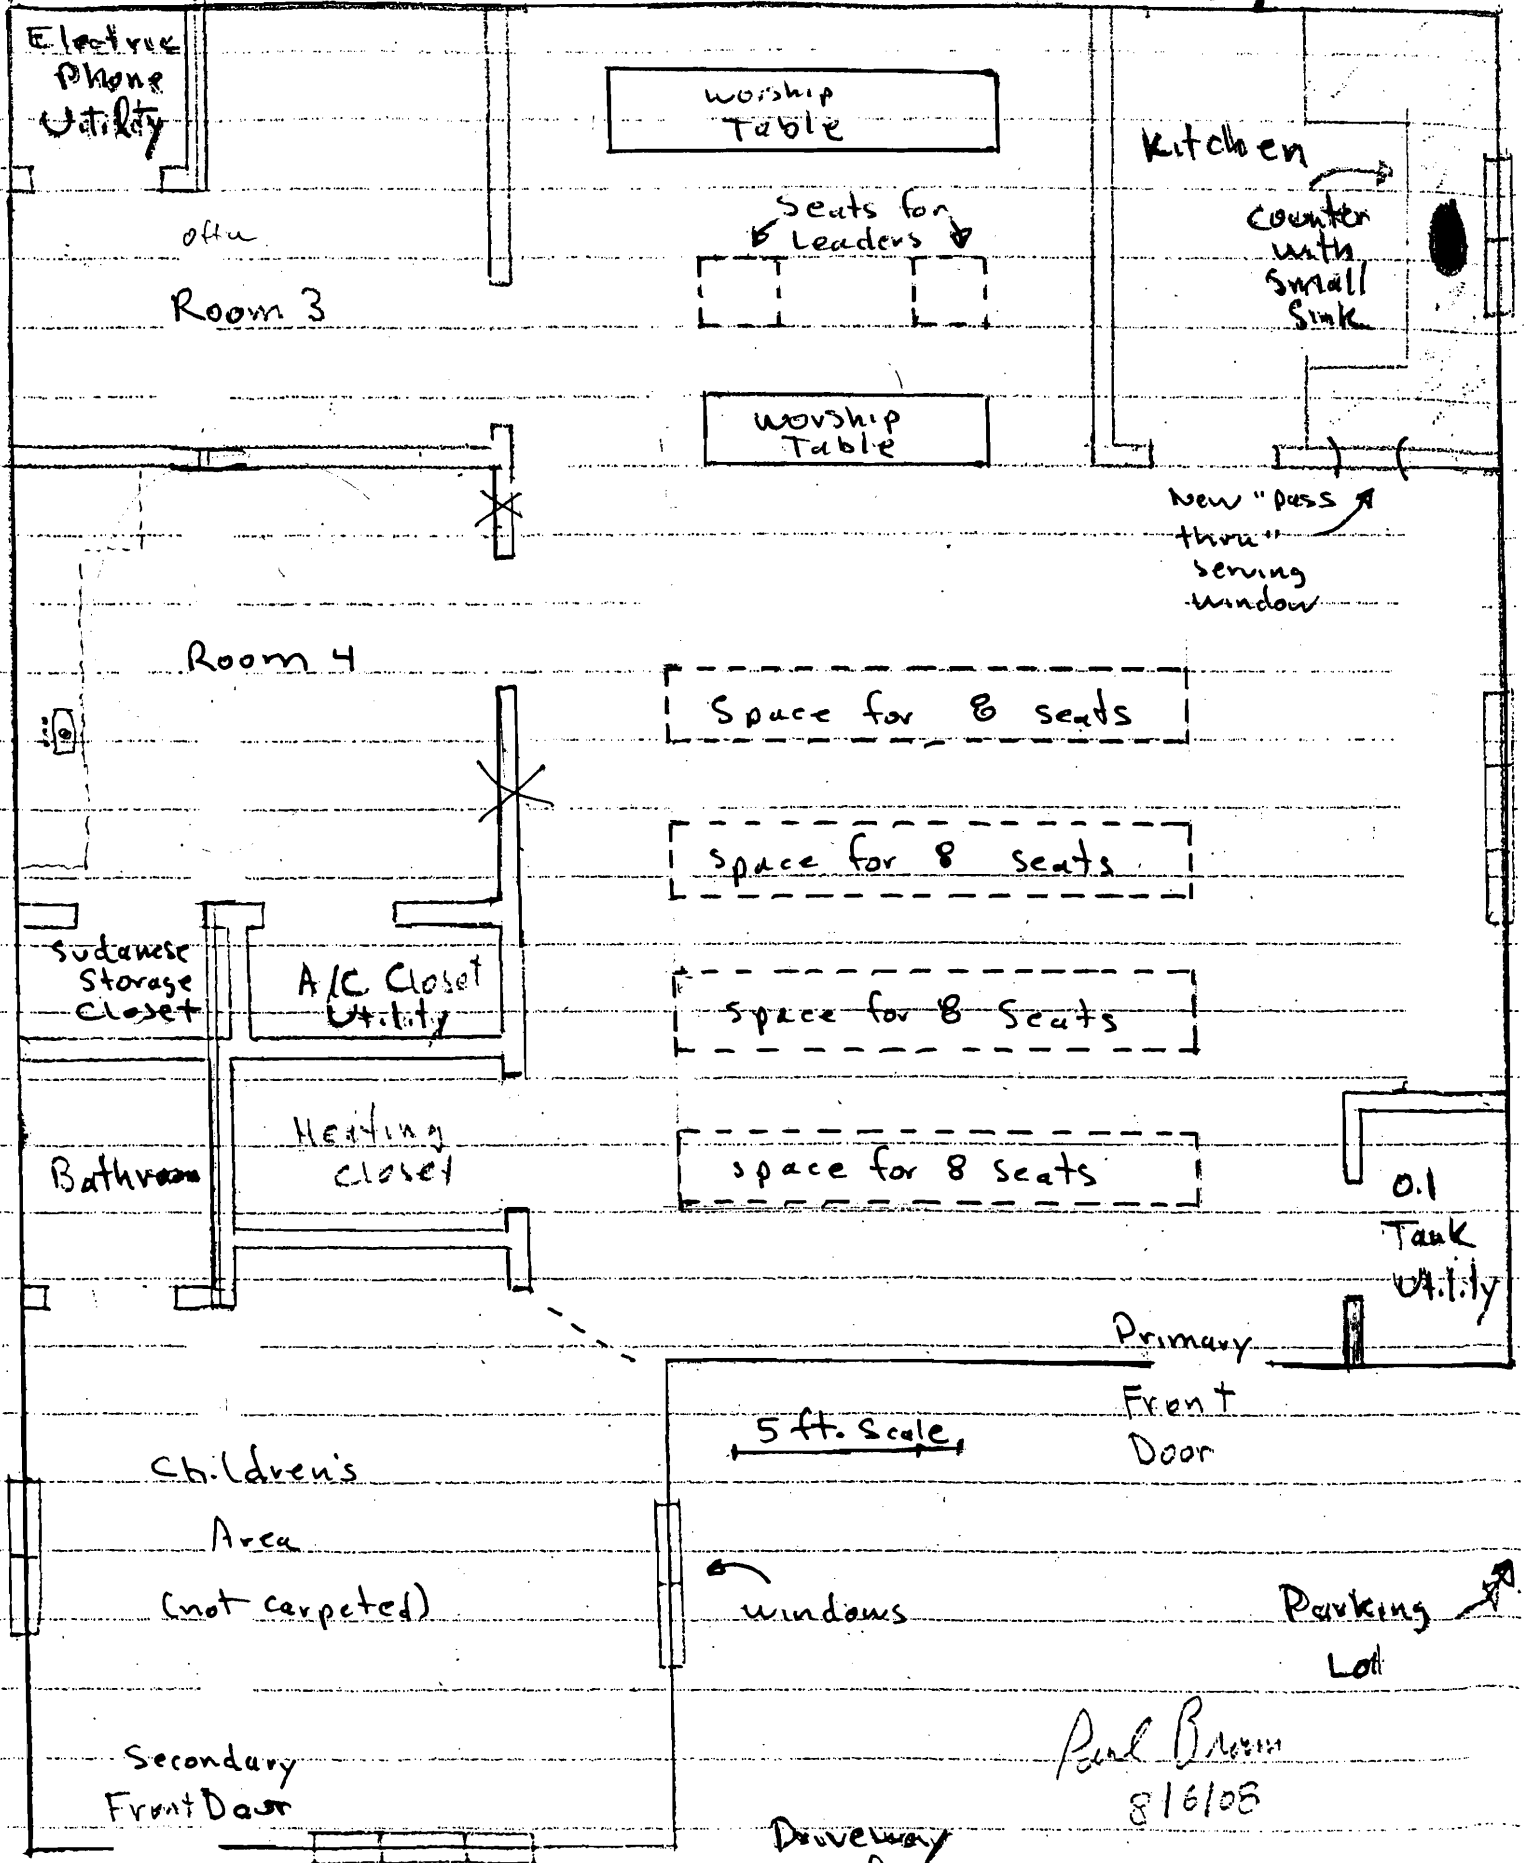 Electric
Phone
Utility
Worship
Table
Kitchen
Seats for
Leaders
counter
with
small
sink
Room 3
Worship
Table
New "pass
thru"
serving
window
Room 4
Space for 8 seats
space for 8 seats
Sudanese
Storage
Closet
A/C Closet
Utility
space for 8 seats
Heating
closet
Bathroom
space for 8 seats
Tank
Utility
Primary
Front
Door
5 ft. Scale
Children's
Area
(not carpeted)
windows
Parking
Lot
Paul Brown
8/6/08
Secondary
Front Door
Driveway